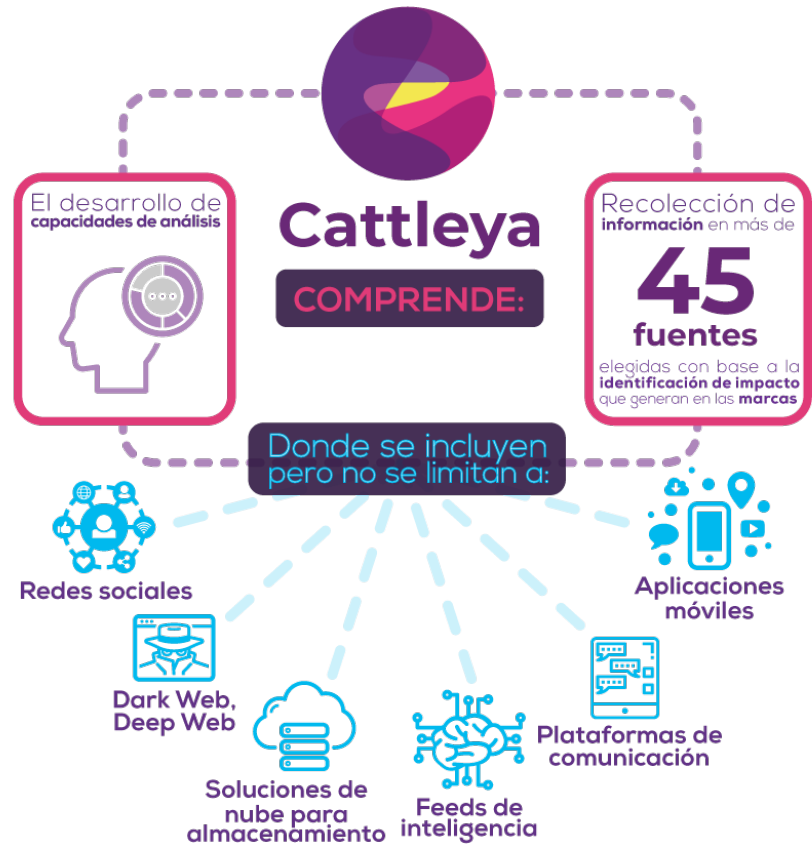 Cattleya
COMPRENDE:
El desarrollo de
capacidades de análisis
Recolección de
información en más de
45
fuentes
elegidas con base a la
identificación de impacto
que generan en las marcas
Donde se incluyen
pero no se limitan a:
Redes sociales
Dark Web,
Deep Web
Soluciones de
nube para
almacenamiento
Feeds de
inteligencia
Plataformas de
comunicación
Aplicaciones
móviles